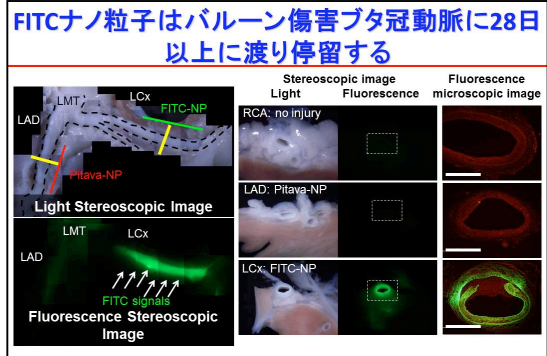 FITCナノ粒子はバルーン傷害ブタ冠動脈に28日
以上に渡り停留する
LMT
LCx
FITC-NP
LAD
Pitava-NP
Light Stereoscopic Image
LMT
LCx
LAD
FITC signals
Fluorescence Stereoscopic
Image
Stereoscopic image
Light Fluorescence
Fluorescence
microscopic image
RCA: no injury
LAD: Pitava-NP
LCx: FITC-NP